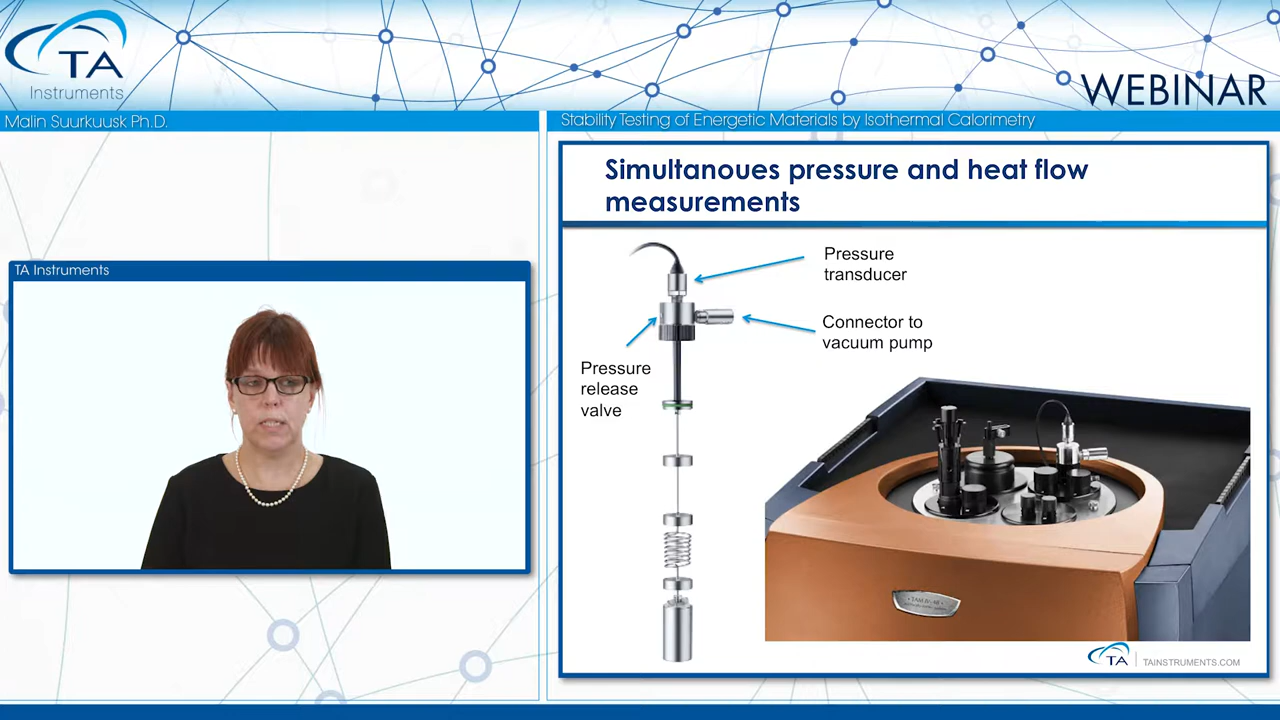 TA
Instruments
WEBINAR
Malin Suurkuusk Ph.D.
Stability Testing of Energetic Materials by Isothermal Calorimetry
TA Instruments
Simultanoues pressure and heat flow
measurements
Pressure
transducer
Connector to
vacuum pump
Pressure
release
valve
TA
TAINSTRUMENTS.COM